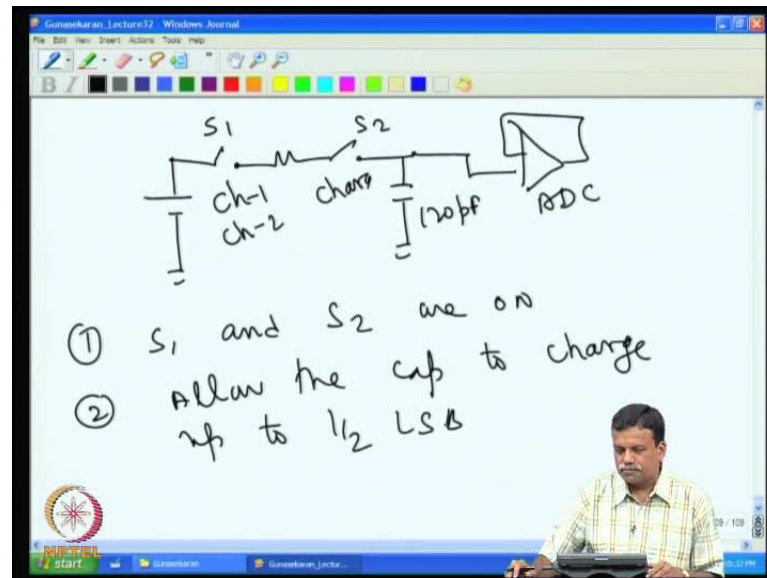 Gunasekaran_Lecture32 - Windows Journal
File Edit View Insert Actions Tools Help
B I
S1 S2
Ch-1
Ch-2
ADC
① S1 and S2 are on
② Allow the cap to charge
up to 1/2 LSB
NPTEL
start Gunasekaran Gunasekaran_Lectur...